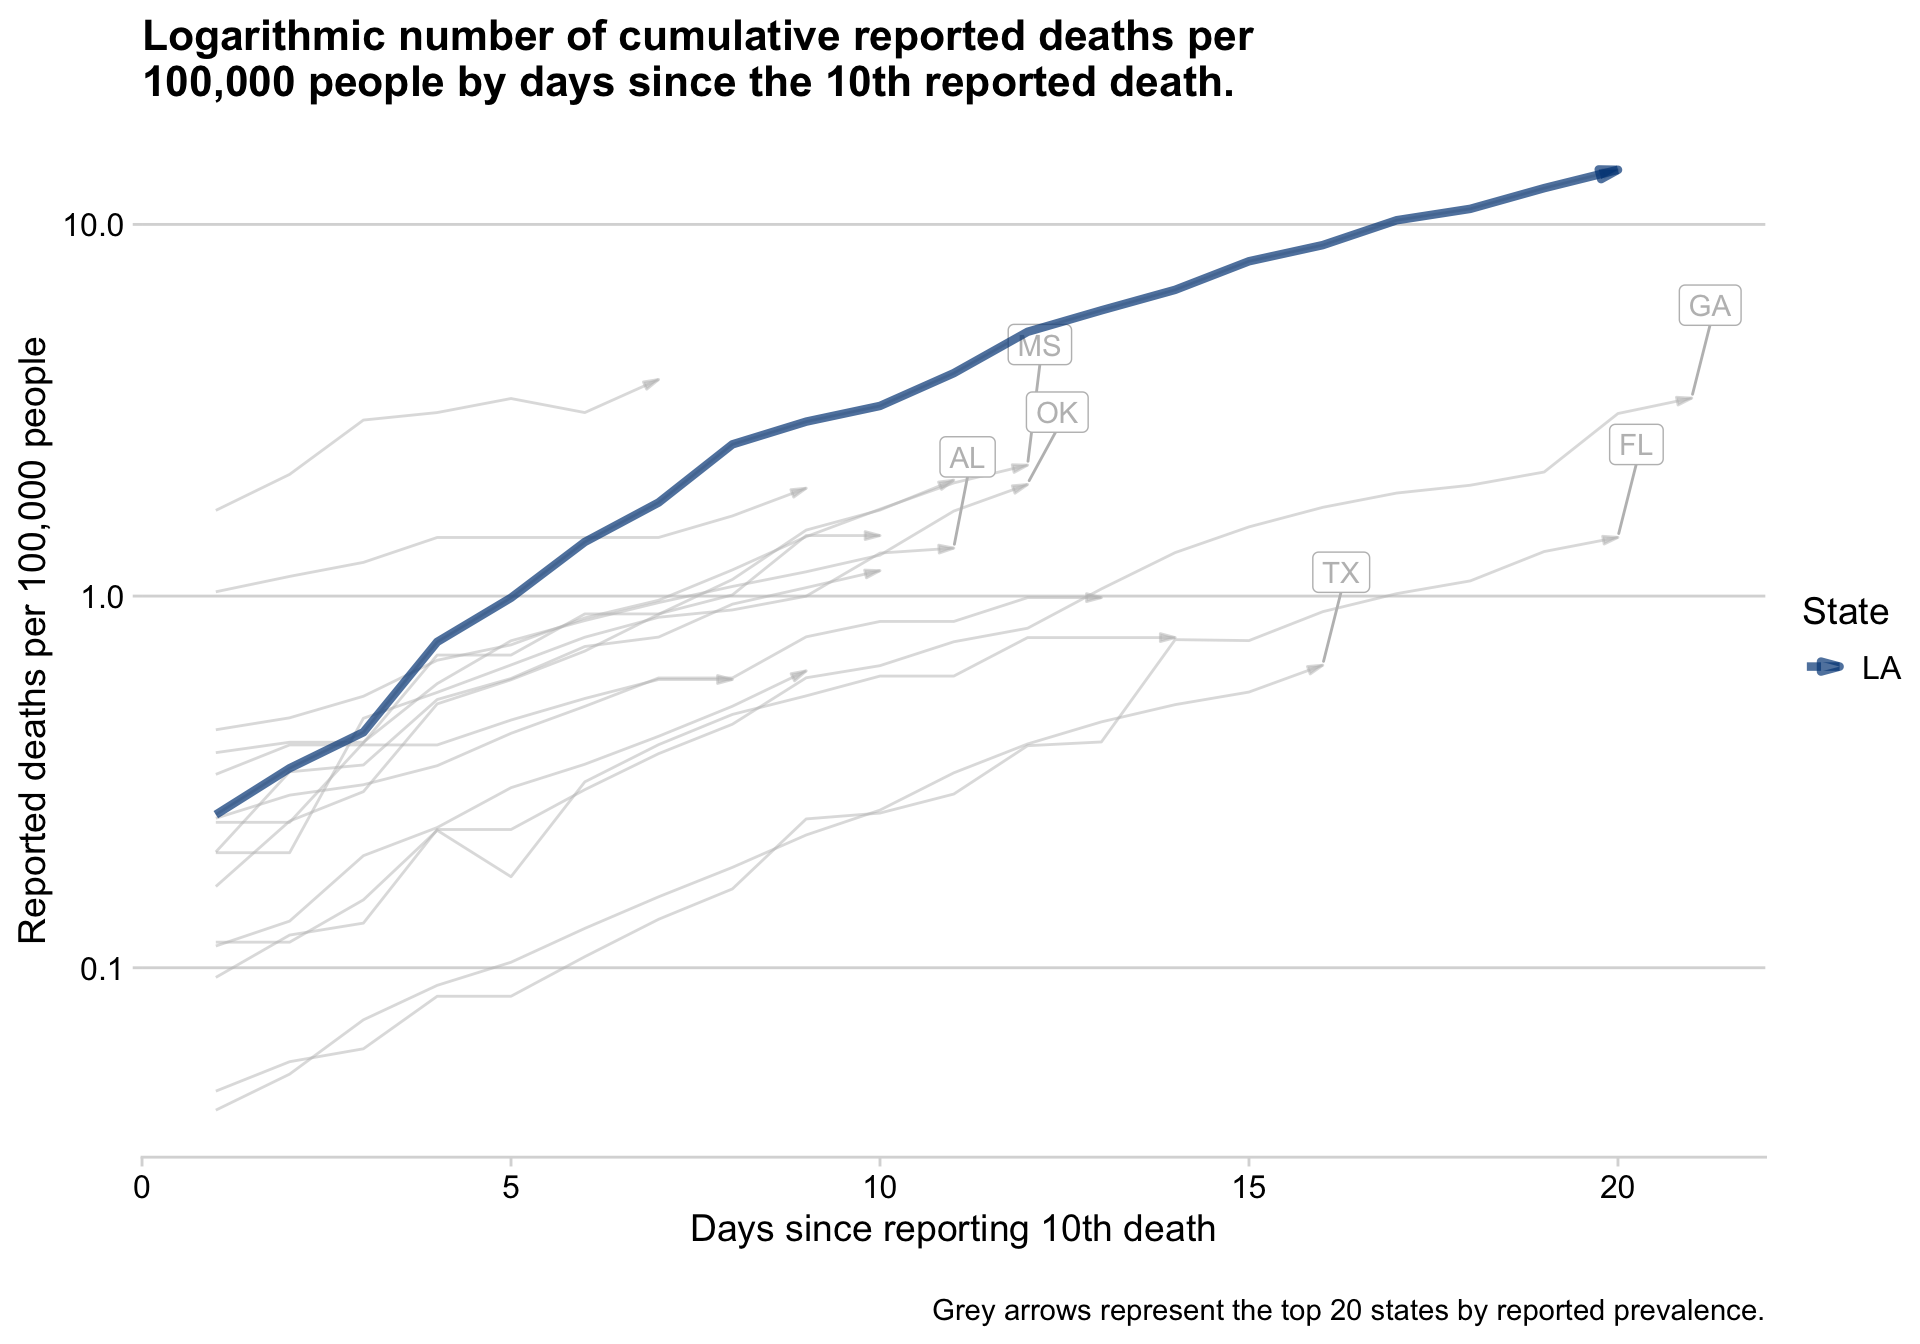 Logarithmic number of cumulative reported deaths per
100,000 people by days since the 10th reported death.
Reported deaths per 100,000 people
10.0
1.0
0.1
MS
OK
AL
GA
FL
TX
State
LA
0
5
10
15
20
Days since reporting 10th death
Grey arrows represent the top 20 states by reported prevalence.